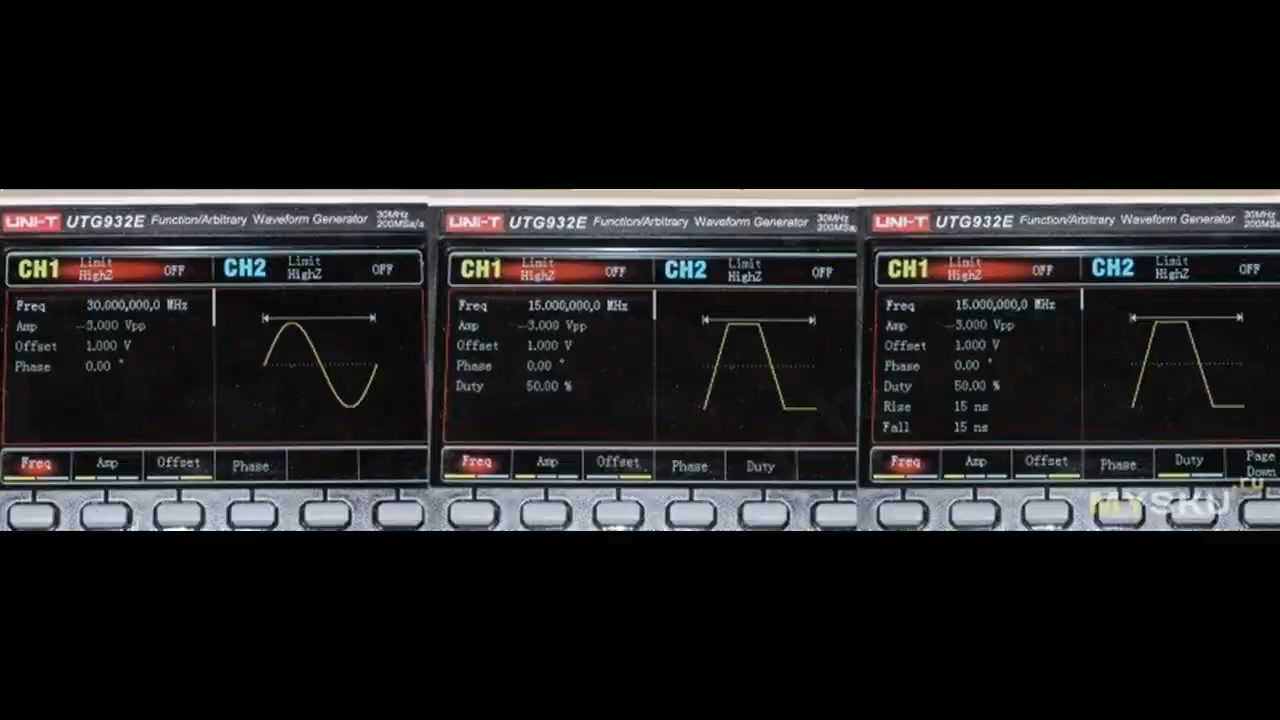 UNI-T UTG932E Function/Arbitrary Waveform Generator 30MHz 200MSa/s
CH1 Limit HighZ OFF CH2 Limit HighZ OFF
Freq 30.000,000,0 MHz
Amp 3.000 Vpp
Offset 1.000 V
Phase 0.00 °
Freq Amp Offset Phase
UNI-T UTG932E Function/Arbitrary Waveform Generator 30MHz 200MSa
CH1 Limit HighZ OFF CH2 Limit HighZ OFF
Freq 15.000,000,0 MHz
Amp 3.000 Vpp
Offset 1.000 V
Phase 0.00 °
Duty 50.00 %
Freq Amp Offset Phase Duty
UNI-T UTG932E Function/Arbitrary Waveform Generator 30MHz 200MSa
CH1 Limit HighZ OFF CH2 Limit HighZ OFF
Freq 15.000,000,0 MHz
Amp 3.000 Vpp
Offset 1.000 V
Phase 0.00 °
Duty 50.00 %
Rise 15 ns
Fall 15 ns
Freq Amp Offset Phase Duty Page Down
MYSKU.ru